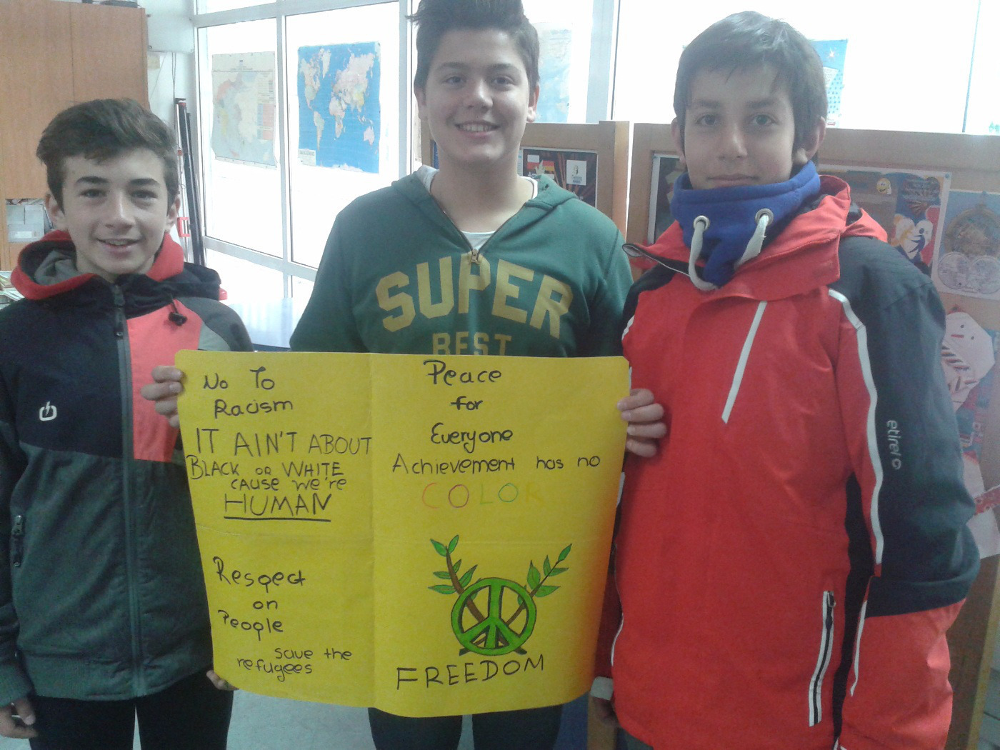 SUPER
BEST
No To
Racism
IT AIN'T ABOUT
BLACK OR WHITE
CAUSE WE'RE
HUMAN
Respect
on
People
save the
refugees
Peace
for
Everyone
Achievement has no
COLOR
FREEDOM
etirel